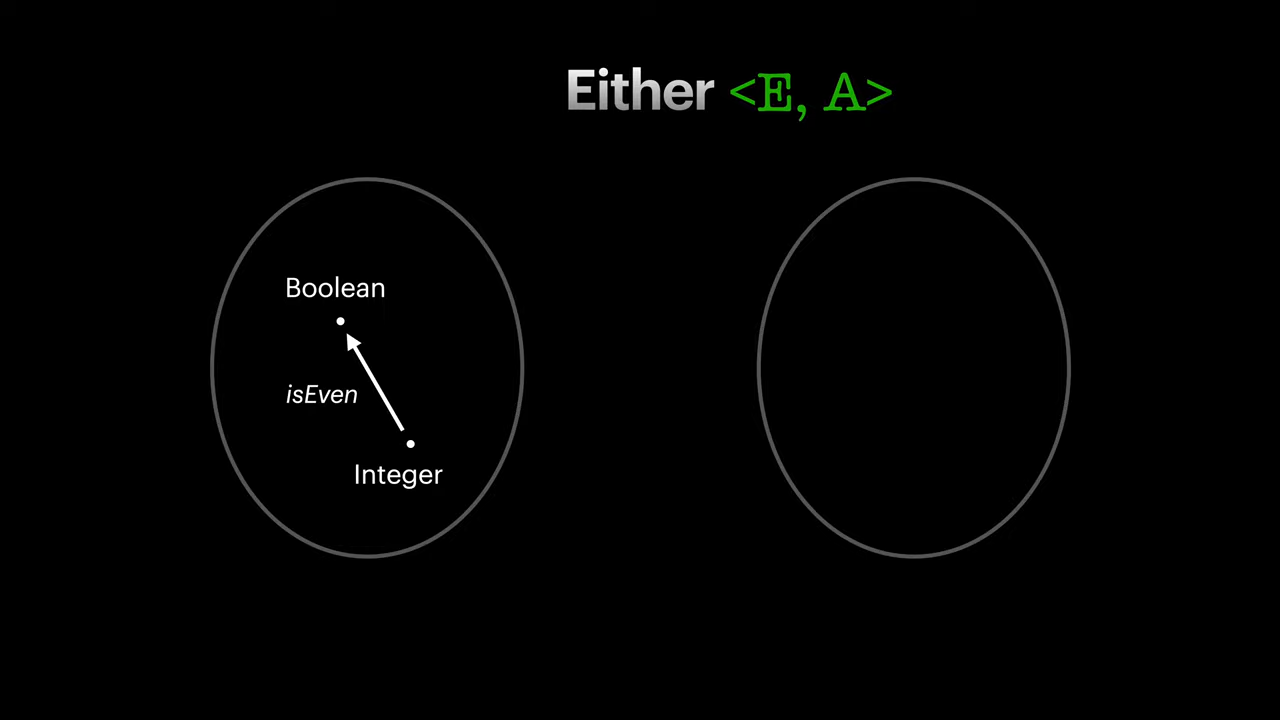 Either <E, A>
Boolean
isEven
Integer